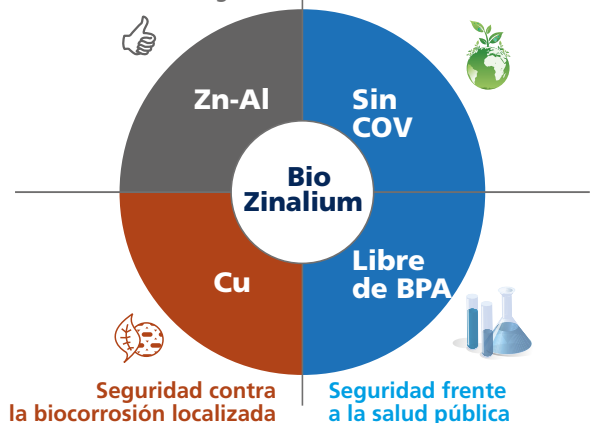 Zn-Al
Sin
COV
Bio
Zinalium
Cu
Libre
de BPA
Seguridad contra
la biocorrosión localizada
Seguridad frente
a la salud pública